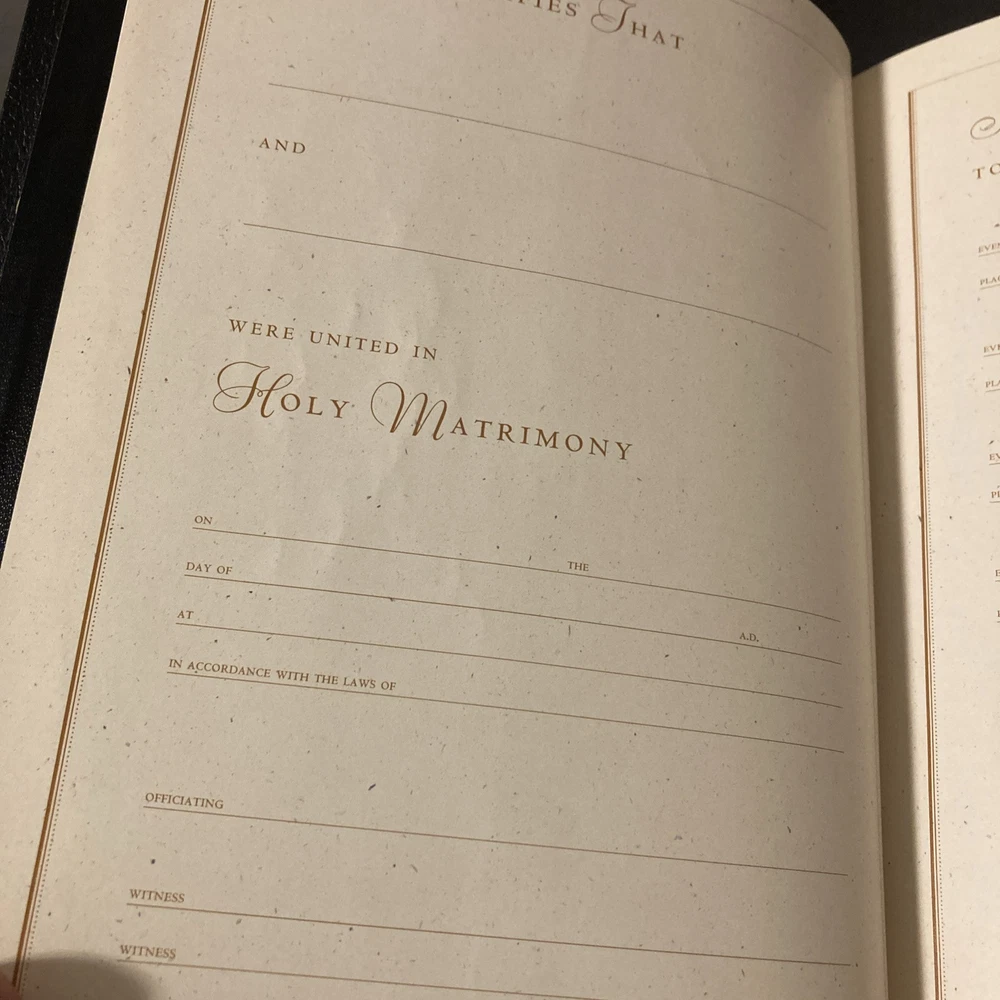 THAT
AND
WERE UNITED IN
HOLY MATRIMONY
ON THE
DAY OF A.D.
AT
IN ACCORDANCE WITH THE LAWS OF
OFFICIATING
WITNESS
WITNESS